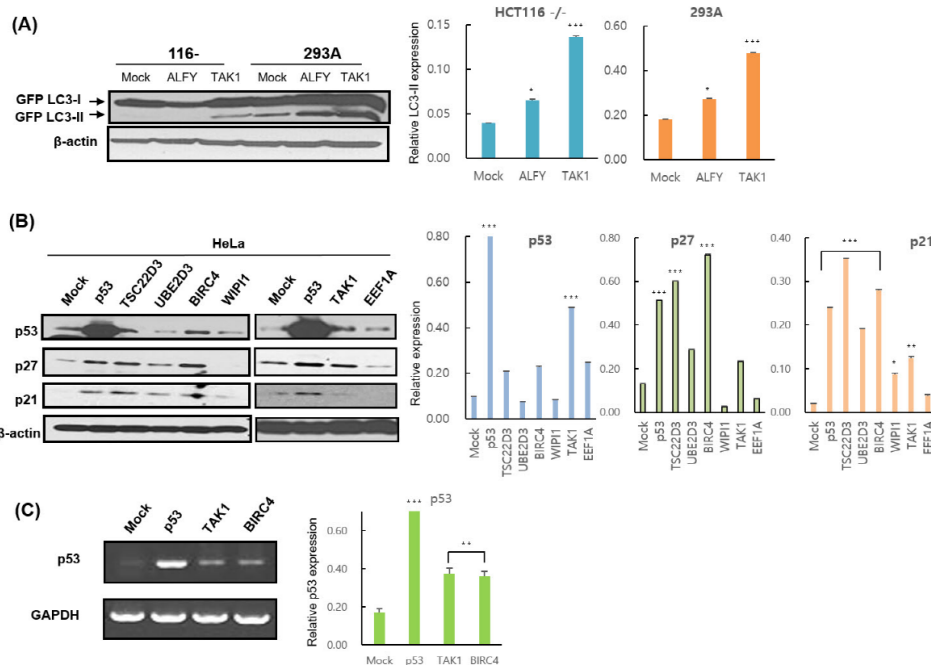 (A)
116- 293A
Mock ALFY TAK1 Mock ALFY TAK1
GFP LC3-I
GFP LC3-II
β-actin
HCT116 -/-
Relative LC3-II expression
0.15
0.10
0.05
0.00
* ***
Mock ALFY TAK1
293A
0.60
0.40
0.20
0.00
* ***
Mock ALFY TAK1
(B)
HeLa
Mock p53 TSC22D3 UBE2D3 BIRC4 WIPI1 Mock p53 TAK1 EEF1A
p53
p27
p21
β-actin
p53
Relative expression
0.80
0.60
0.40
0.20
0.00
*** ***
Mock p53 TSC22D3 UBE2D3 BIRC4 WIPI1 TAK1 EEF1A
p27
0.80
0.60
0.40
0.20
0.00
*** *** ***
Mock p53 TSC22D3 UBE2D3 BIRC4 WIPI1 TAK1 EEF1A
p21
0.40
0.30
0.20
0.10
0.00
*** * **
Mock p53 TSC22D3 UBE2D3 BIRC4 WIPI1 TAK1 EEF1A
(C)
Mock p53 TAK1 BIRC4
p53
GAPDH
p53
Relative p53 expression
0.60
0.40
0.20
0.00
*** **
Mock p53 TAK1 BIRC4